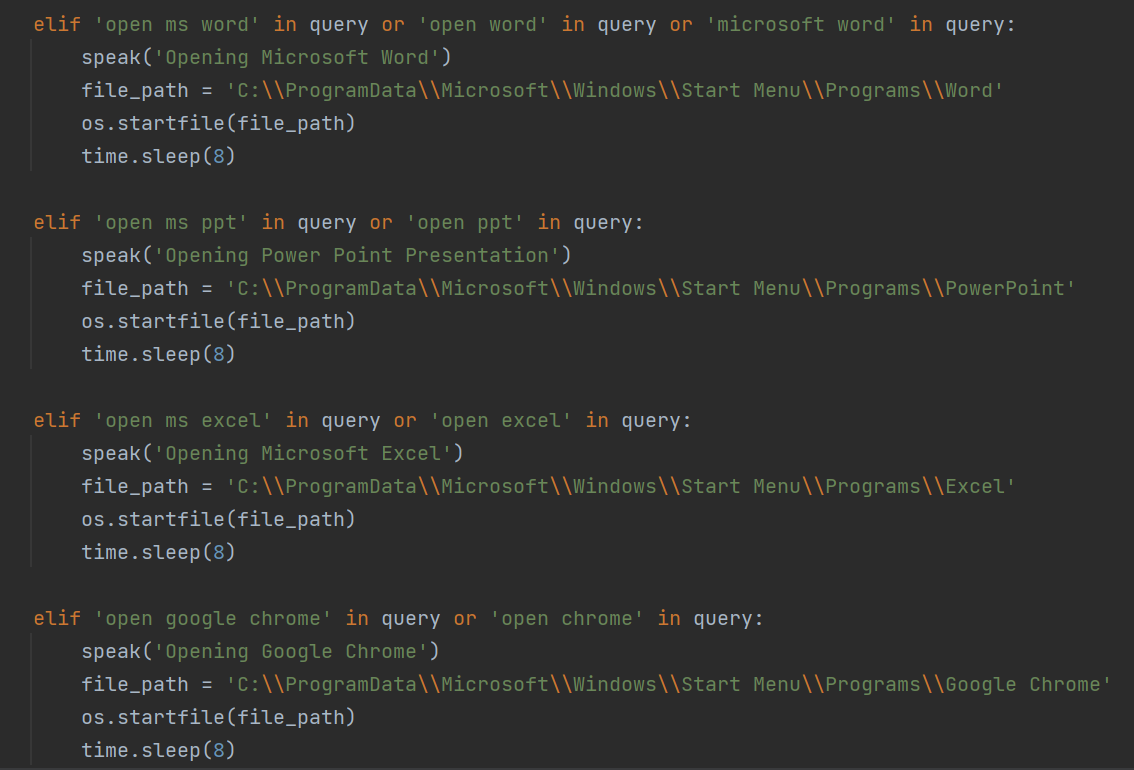 elif 'open ms word' in query or 'open word' in query or 'microsoft word' in query:
    speak('Opening Microsoft Word')
    file_path = 'C:\\ProgramData\\Microsoft\\Windows\\Start Menu\\Programs\\Word'
    os.startfile(file_path)
    time.sleep(8)

elif 'open ms ppt' in query or 'open ppt' in query:
    speak('Opening Power Point Presentation')
    file_path = 'C:\\ProgramData\\Microsoft\\Windows\\Start Menu\\Programs\\PowerPoint'
    os.startfile(file_path)
    time.sleep(8)

elif 'open ms excel' in query or 'open excel' in query:
    speak('Opening Microsoft Excel')
    file_path = 'C:\\ProgramData\\Microsoft\\Windows\\Start Menu\\Programs\\Excel'
    os.startfile(file_path)
    time.sleep(8)

elif 'open google chrome' in query or 'open chrome' in query:
    speak('Opening Google Chrome')
    file_path = 'C:\\ProgramData\\Microsoft\\Windows\\Start Menu\\Programs\\Google Chrome'
    os.startfile(file_path)
    time.sleep(8)